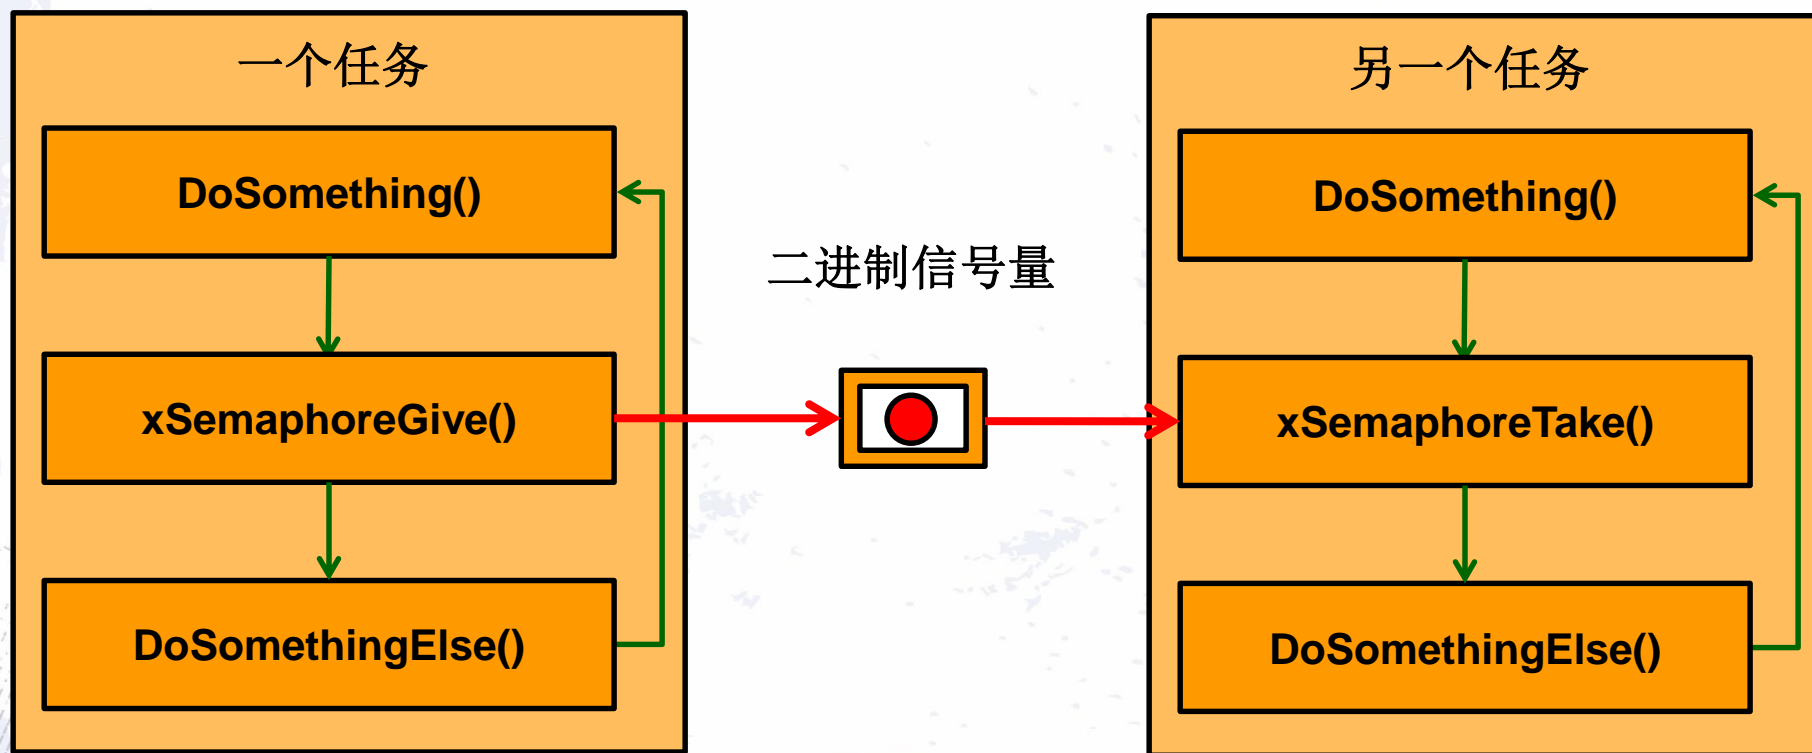 一个任务
DoSomething()
xSemaphoreGive()
DoSomethingElse()
二进制信号量
另一个任务
DoSomething()
xSemaphoreTake()
DoSomethingElse()